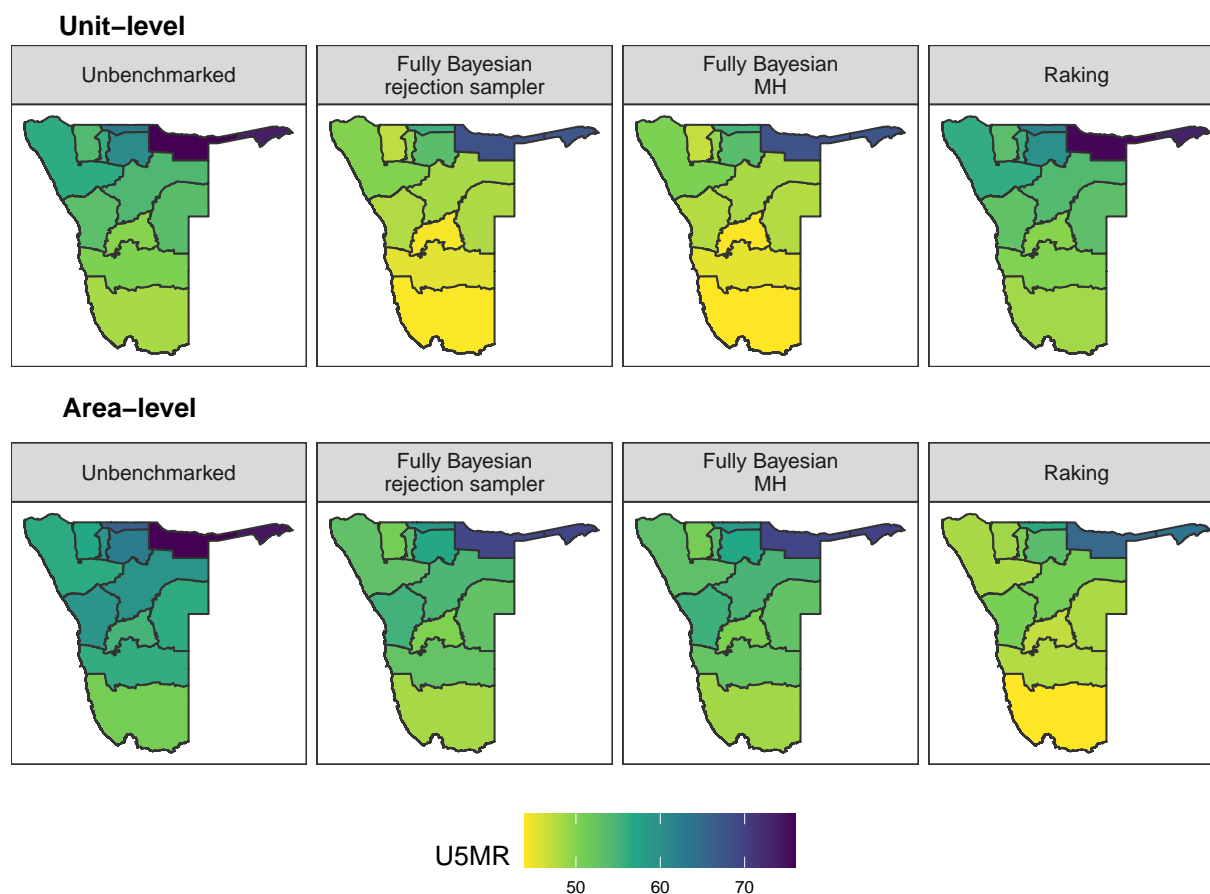 Unit−level
Unbenchmarked
Fully Bayesian
rejection sampler
Fully Bayesian
MH
Raking
Area−level
Unbenchmarked
Fully Bayesian
rejection sampler
Fully Bayesian
MH
Raking
U5MR
50 60 70